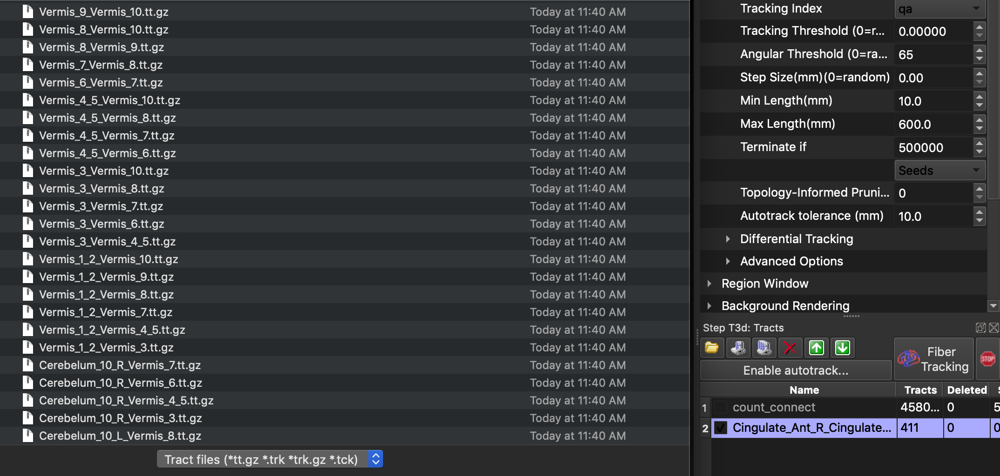 Vermis_9_Vermis_10.tt.gz Today at 11:40 AM
Vermis_8_Vermis_10.tt.gz Today at 11:40 AM
Vermis_8_Vermis_9.tt.gz Today at 11:40 AM
Vermis_7_Vermis_8.tt.gz Today at 11:40 AM
Vermis_6_Vermis_7.tt.gz Today at 11:40 AM
Vermis_4_5_Vermis_10.tt.gz Today at 11:40 AM
Vermis_4_5_Vermis_8.tt.gz Today at 11:40 AM
Vermis_4_5_Vermis_7.tt.gz Today at 11:40 AM
Vermis_4_5_Vermis_6.tt.gz Today at 11:40 AM
Vermis_3_Vermis_10.tt.gz Today at 11:40 AM
Vermis_3_Vermis_8.tt.gz Today at 11:40 AM
Vermis_3_Vermis_7.tt.gz Today at 11:40 AM
Vermis_3_Vermis_6.tt.gz Today at 11:40 AM
Vermis_3_Vermis_4_5.tt.gz Today at 11:40 AM
Vermis_1_2_Vermis_10.tt.gz Today at 11:40 AM
Vermis_1_2_Vermis_9.tt.gz Today at 11:40 AM
Vermis_1_2_Vermis_8.tt.gz Today at 11:40 AM
Vermis_1_2_Vermis_7.tt.gz Today at 11:40 AM
Vermis_1_2_Vermis_4_5.tt.gz Today at 11:40 AM
Vermis_1_2_Vermis_3.tt.gz Today at 11:40 AM
Cerebelum_10_R_Vermis_7.tt.gz Today at 11:40 AM
Cerebelum_10_R_Vermis_6.tt.gz Today at 11:40 AM
Cerebelum_10_R_Vermis_4_5.tt.gz Today at 11:40 AM
Cerebelum_10_R_Vermis_3.tt.gz Today at 11:40 AM
Cerebelum_10_L_Vermis_8.tt.gz Today at 11:40 AM
Tract files (*tt.gz *.trk *trk.gz *.tck)
Tracking Index qa
Tracking Threshold (0=r... 0.00000
Angular Threshold (0=ra... 65
Step Size(mm)(0=random) 0.00
Min Length(mm) 10.0
Max Length(mm) 600.0
Terminate if 500000
Seeds
Topology-Informed Pruni... 0
Autotrack tolerance (mm) 10.0
Differential Tracking
Advanced Options
Region Window
Background Rendering
Step T3d: Tracts
Fiber
Tracking
STOP
Enable autotrack...
Name Tracts Deleted
1 count_connect 4580... 0 5
2 Cingulate_Ant_R_Cingulate... 411 0 0